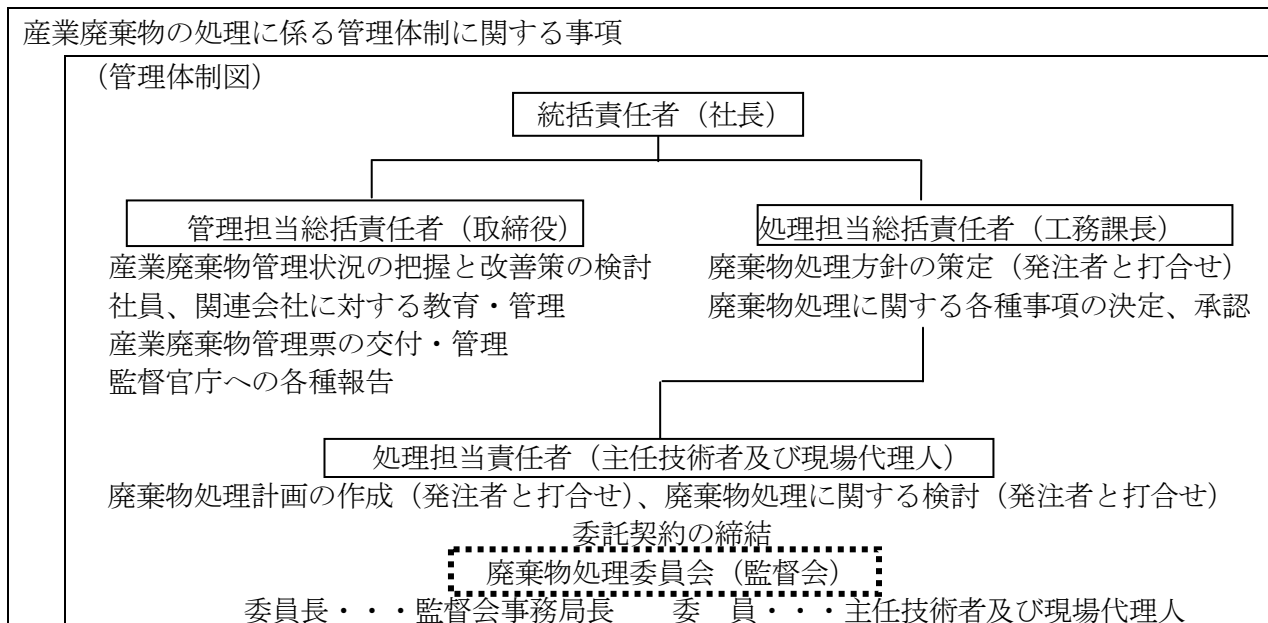 産業廃棄物の処理に係る管理体制に関する事項
（管理体制図）
統括責任者（社長）
管理担当総括責任者（取締役）
産業廃棄物管理状況の把握と改善策の検討
社員、関連会社に対する教育・管理
産業廃棄物管理票の交付・管理
監督官庁への各種報告
処理担当総括責任者（工務課長）
廃棄物処理方針の策定（発注者と打合せ）
廃棄物処理に関する各種事項の決定、承認
処理担当責任者（主任技術者及び現場代理人）
廃棄物処理計画の作成（発注者と打合せ）、廃棄物処理に関する検討（発注者と打合せ）
委託契約の締結
廃棄物処理委員会（監督会）
委員長・・・監督会事務局長　　委　員・・・主任技術者及び現場代理人